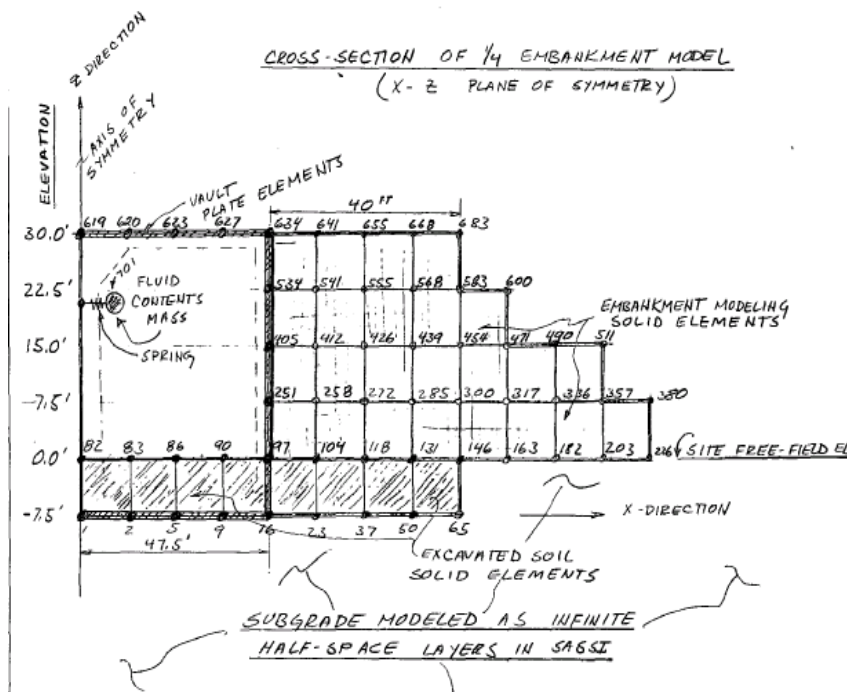 CROSS-SECTION OF 1/4 EMBANKMENT MODEL
(X-Z PLANE OF SYMMETRY)
Z DIRECTION
AXIS OF
SYMMETRY
ELEVATION
VAULT
PLATE ELEMENTS
40 FT
619 620 623 627 634 641 655 668 683
30.0'
701
534 541 555 568 583 600
22.5'
FLUID
CONTENTS
MASS
SPRING
EMBANKMENT MODELING
SOLID ELEMENTS
405 412 426 439 454 471 490 511
15.0'
251 258 272 285 300 317 336 357 380
-7.5'
82 83 86 90 97 104 118 131 146 163 182 203 226
0.0'
SITE FREE-FIELD EL
-7.5'
1 2 5 9 16 23 37 50 65
X-DIRECTION
47.5'
EXCAVATED SOIL
SOLID ELEMENTS
SUBGRADE MODELED AS INFINITE
HALF-SPACE LAYERS IN SASSI